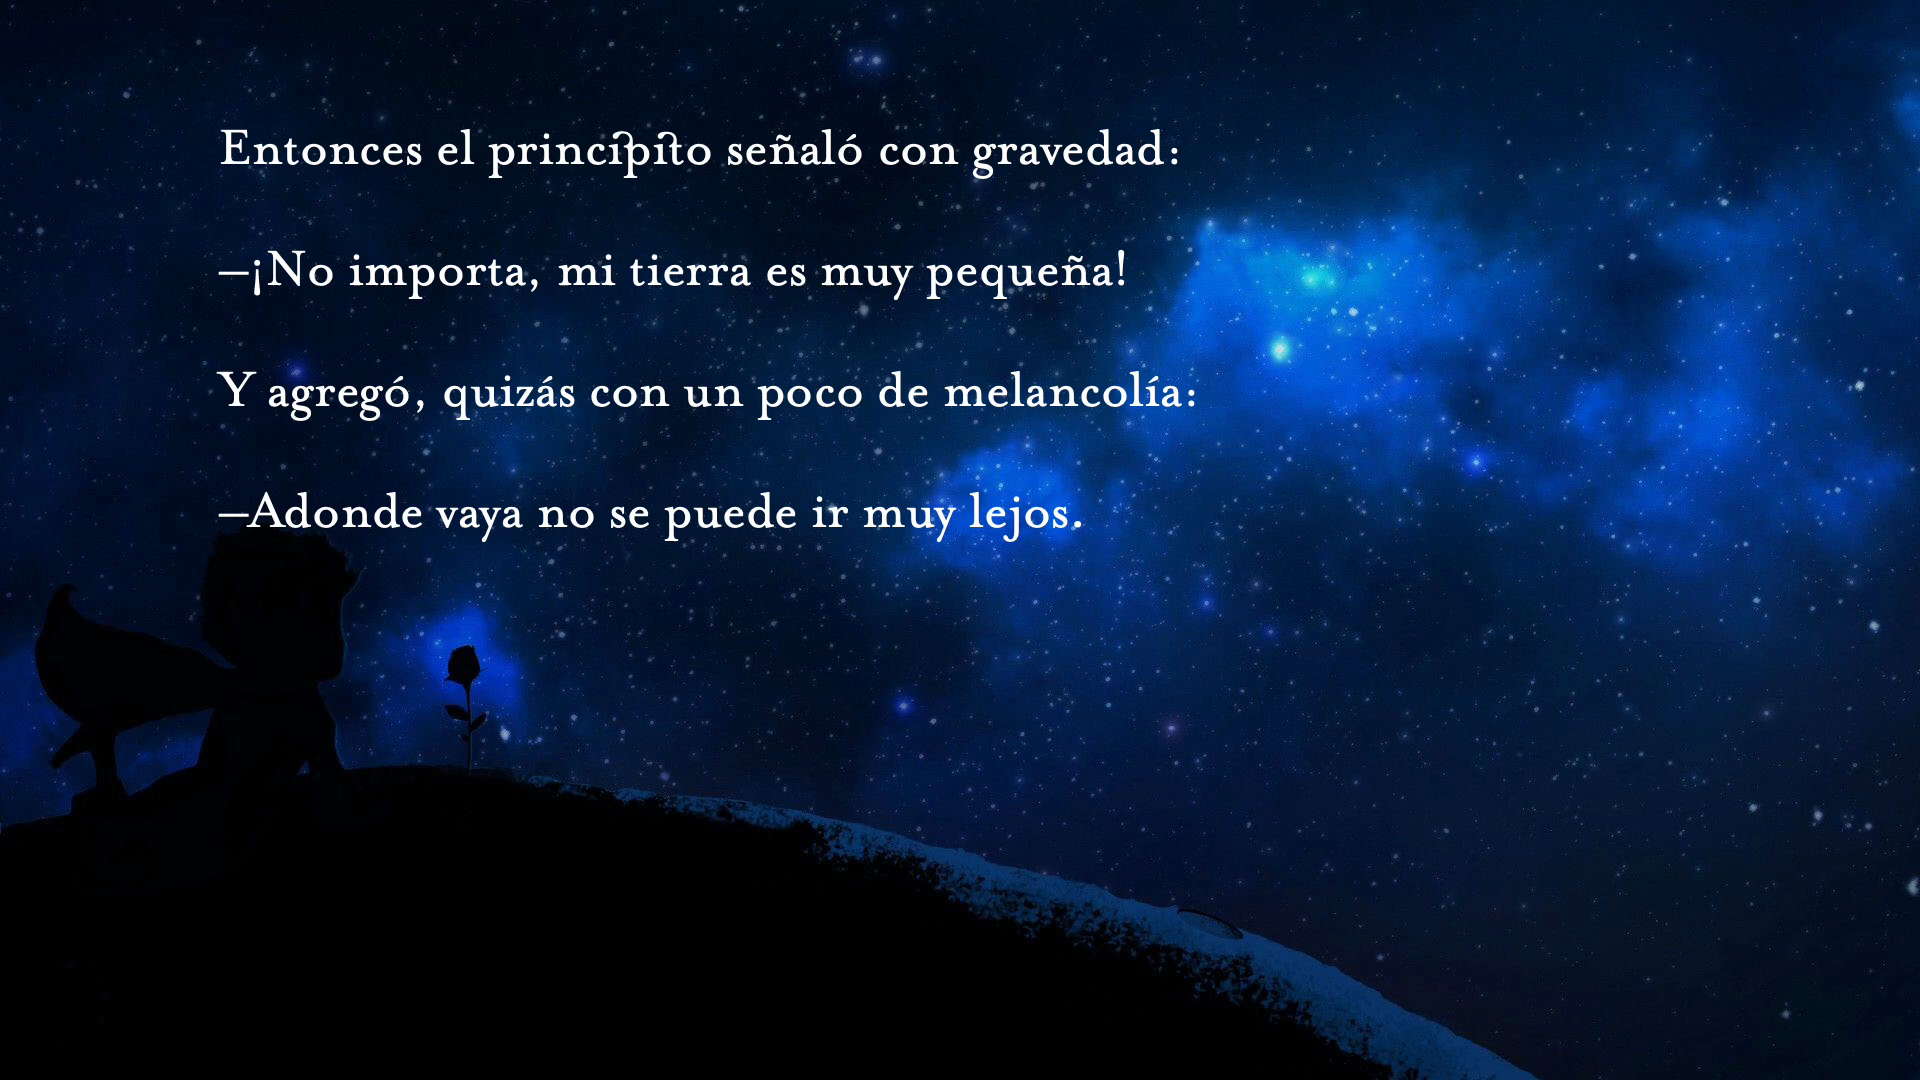 Entonces el principito señaló con gravedad:
—¡No importa, mi tierra es muy pequeña!
Y agregó, quizás con un poco de melancolía:
—Adonde vaya no se puede ir muy lejos.